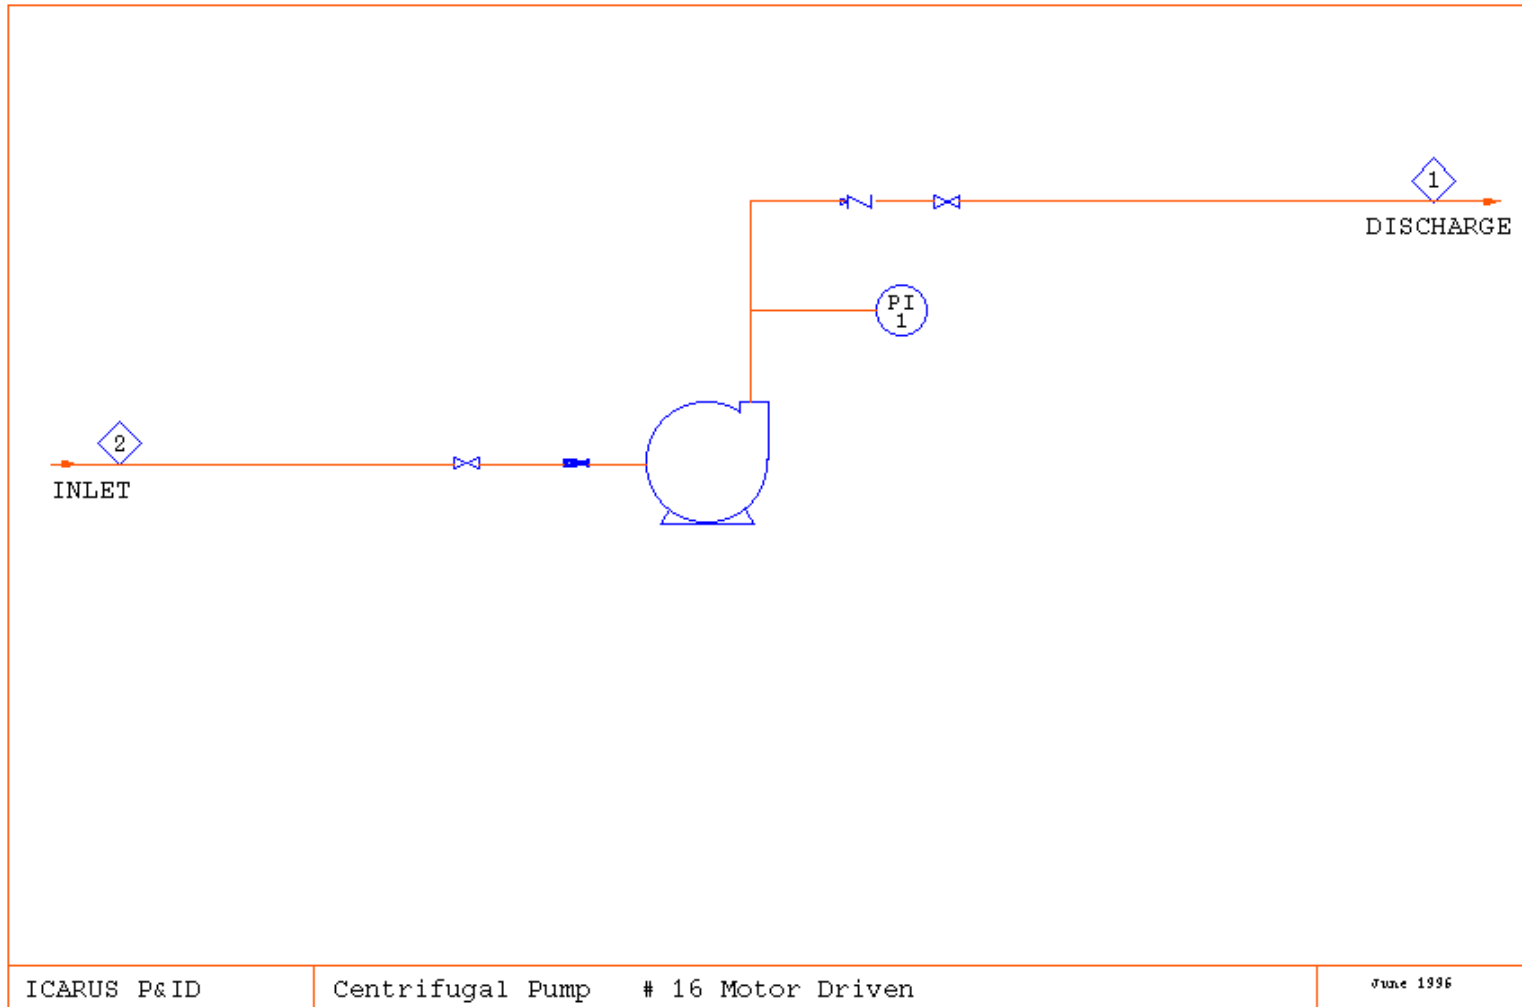 1
DISCHARGE
PI
1
2
INLET
ICARUS P&ID
Centrifugal Pump # 16 Motor Driven
June 1996